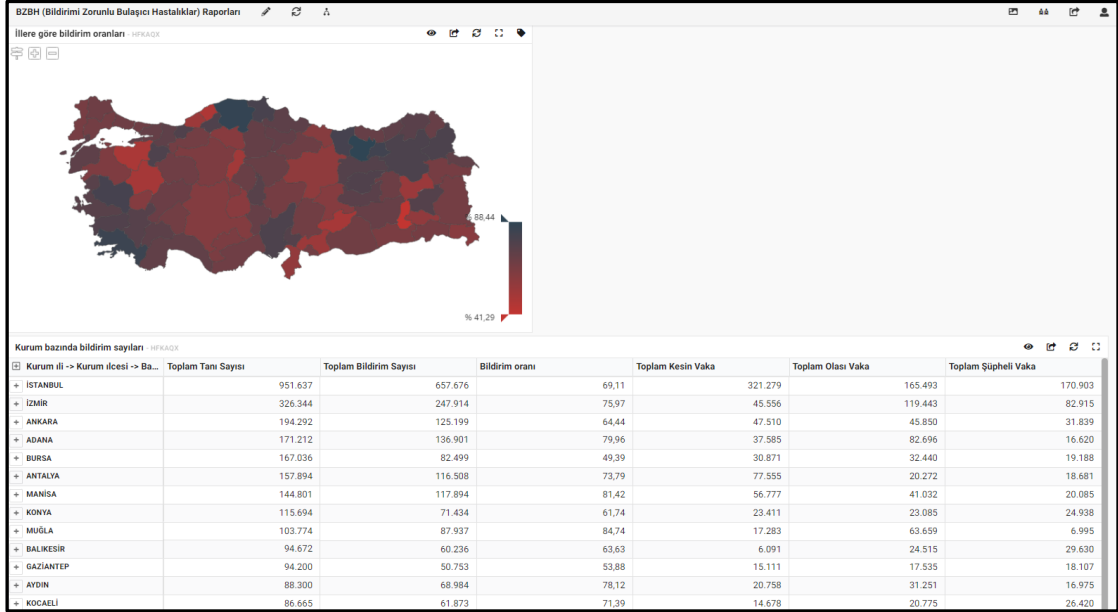 BZBH (Bildirimi Zorunlu Bulaşıcı Hastalıklar) Raporları
İllere göre bildirim oranları - HFKAQX
% 88,44
% 41,29
Kurum bazında bildirim sayıları - HFKAQX
Kurum ili -> Kurum ilcesi -> Ba... Toplam Tanı Sayısı Toplam Bildirim Sayısı Bildirim oranı Toplam Kesin Vaka Toplam Olası Vaka Toplam Şüpheli Vaka
+ İSTANBUL 951.637 657.676 69,11 321.279 165.493 170.903
+ İZMİR 326.344 247.914 75,97 45.556 119.443 82.915
+ ANKARA 194.292 125.199 64,44 47.510 45.850 31.839
+ ADANA 171.212 136.901 79,96 37.585 82.696 16.620
+ BURSA 167.036 82.499 49,39 30.871 32.440 19.188
+ ANTALYA 157.894 116.508 73,79 77.555 20.272 18.681
+ MANİSA 144.801 117.894 81,42 56.777 41.032 20.085
+ KONYA 115.694 71.434 61,74 23.411 23.085 24.938
+ MUĞLA 103.774 87.937 84,74 17.283 63.659 6.995
+ BALIKESİR 94.672 60.236 63,63 6.091 24.515 29.630
+ GAZİANTEP 94.200 50.753 53,88 15.111 17.535 18.107
+ AYDIN 88.300 68.984 78,12 20.758 31.251 16.975
+ KOCAELİ 86.665 61.873 71,39 14.678 20.775 26.420